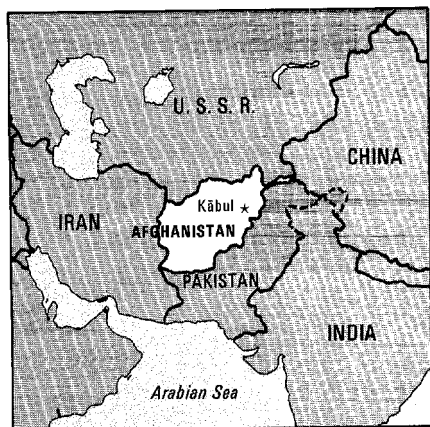 U. S. S. R.
CHINA
Kābul
IRAN
AFGHANISTAN
PAKISTAN
INDIA
Arabian Sea